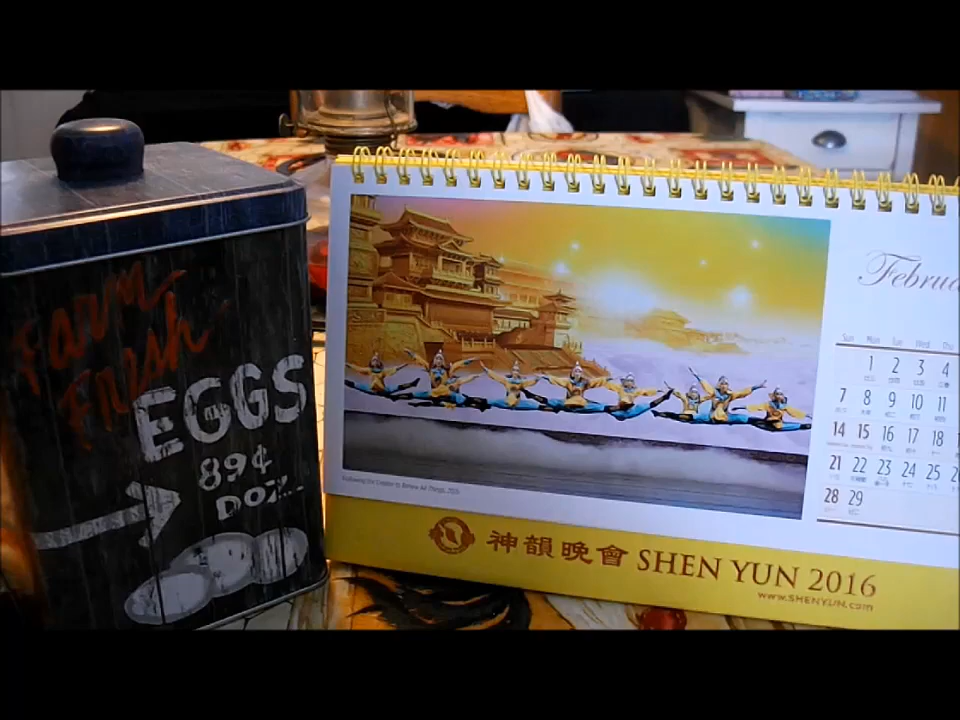 Farm
Fresh
EGGS
89¢
DOZ.
Februa
Sun Mon Tue Wed Thu
1 2 3 4
7 8 9 10 11
14 15 16 17 18
21 22 23 24 25
28 29
神韻晚會 SHEN YUN 2016
www.SHENYUN.com